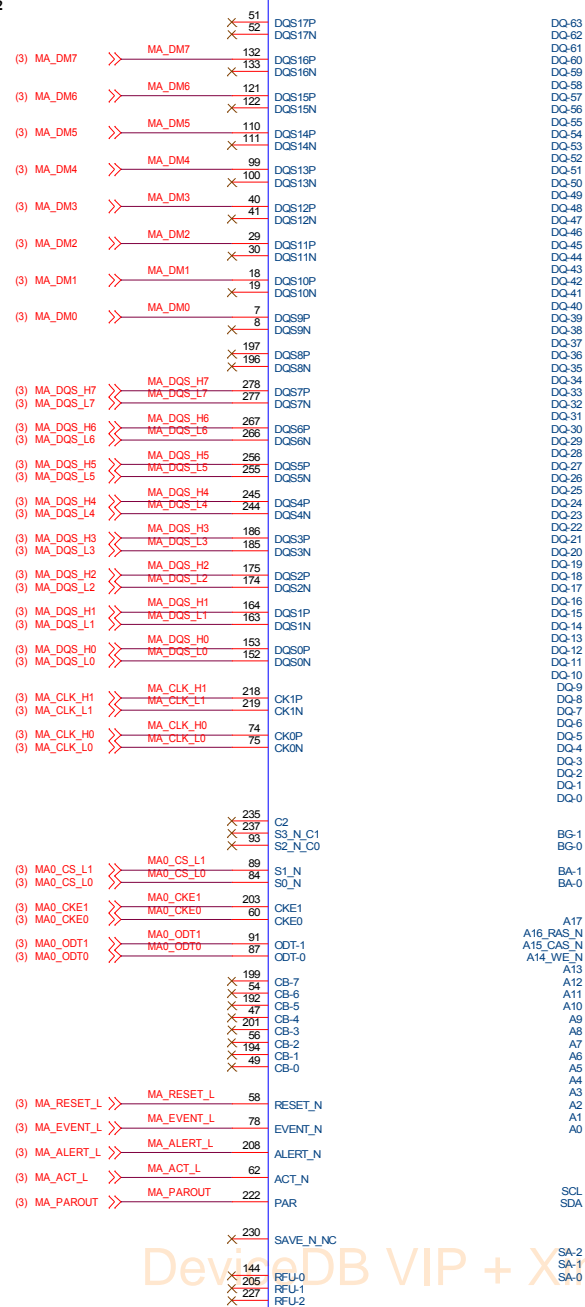 2
51 DQS17P DQ-63
52 DQS17N DQ-62
DQ-61
(3) MA_DM7 MA_DM7 132 DQS16P DQ-60
133 DQS16N DQ-59
DQ-58
(3) MA_DM6 MA_DM6 121 DQS15P DQ-57
122 DQS15N DQ-56
DQ-55
(3) MA_DM5 MA_DM5 110 DQS14P DQ-54
111 DQS14N DQ-53
DQ-52
(3) MA_DM4 MA_DM4 99 DQS13P DQ-51
100 DQS13N DQ-50
DQ-49
(3) MA_DM3 MA_DM3 40 DQS12P DQ-48
41 DQS12N DQ-47
DQ-46
(3) MA_DM2 MA_DM2 29 DQS11P DQ-45
30 DQS11N DQ-44
DQ-43
(3) MA_DM1 MA_DM1 18 DQS10P DQ-42
19 DQS10N DQ-41
DQ-40
(3) MA_DM0 MA_DM0 7 DQS9P DQ-39
8 DQS9N DQ-38
DQ-37
197 DQS8P DQ-36
196 DQS8N DQ-35
DQ-34
(3) MA_DQS_H7 MA_DQS_H7 278 DQS7P DQ-33
(3) MA_DQS_L7 MA_DQS_L7 277 DQS7N DQ-32
DQ-31
(3) MA_DQS_H6 MA_DQS_H6 267 DQS6P DQ-30
(3) MA_DQS_L6 MA_DQS_L6 266 DQS6N DQ-29
DQ-28
(3) MA_DQS_H5 MA_DQS_H5 256 DQS5P DQ-27
(3) MA_DQS_L5 MA_DQS_L5 255 DQS5N DQ-26
DQ-25
(3) MA_DQS_H4 MA_DQS_H4 245 DQS4P DQ-24
(3) MA_DQS_L4 MA_DQS_L4 244 DQS4N DQ-23
DQ-22
(3) MA_DQS_H3 MA_DQS_H3 186 DQS3P DQ-21
(3) MA_DQS_L3 MA_DQS_L3 185 DQS3N DQ-20
DQ-19
(3) MA_DQS_H2 MA_DQS_H2 175 DQS2P DQ-18
(3) MA_DQS_L2 MA_DQS_L2 174 DQS2N DQ-17
DQ-16
(3) MA_DQS_H1 MA_DQS_H1 164 DQS1P DQ-15
(3) MA_DQS_L1 MA_DQS_L1 163 DQS1N DQ-14
DQ-13
(3) MA_DQS_H0 MA_DQS_H0 153 DQS0P DQ-12
(3) MA_DQS_L0 MA_DQS_L0 152 DQS0N DQ-11
DQ-10
DQ-9
(3) MA_CLK_H1 MA_CLK_H1 218 CK1P DQ-8
(3) MA_CLK_L1 MA_CLK_L1 219 CK1N DQ-7
DQ-6
(3) MA_CLK_H0 MA_CLK_H0 74 CK0P DQ-5
(3) MA_CLK_L0 MA_CLK_L0 75 CK0N DQ-4
DQ-3
DQ-2
DQ-1
DQ-0
235 C2
237 S3_N_C1 BG-1
93 S2_N_C0 BG-0
(3) MA0_CS_L1 MA0_CS_L1 89 S1_N BA-1
(3) MA0_CS_L0 MA0_CS_L0 84 S0_N BA-0
(3) MA0_CKE1 MA0_CKE1 203 CKE1
(3) MA0_CKE0 MA0_CKE0 60 CKE0 A17
A16_RAS_N
(3) MA0_ODT1 MA0_ODT1 91 ODT-1 A15_CAS_N
(3) MA0_ODT0 MA0_ODT0 87 ODT-0 A14_WE_N
A13
199 CB-7 A12
54 CB-6 A11
192 CB-5 A10
47 CB-4 A9
201 CB-3 A8
56 CB-2 A7
194 CB-1 A6
49 CB-0 A5
A4
A3
(3) MA_RESET_L MA_RESET_L 58 RESET_N A2
A1
(3) MA_EVENT_L MA_EVENT_L 78 EVENT_N A0
(3) MA_ALERT_L MA_ALERT_L 208 ALERT_N
(3) MA_ACT_L MA_ACT_L 62 ACT_N
SCL
(3) MA_PAROUT MA_PAROUT 222 PAR SDA
230 SAVE_N_NC
SA-2
DeviceDB VIP + SA-1
144 RFU-0 SA-0
205 RFU-1
227 RFU-2